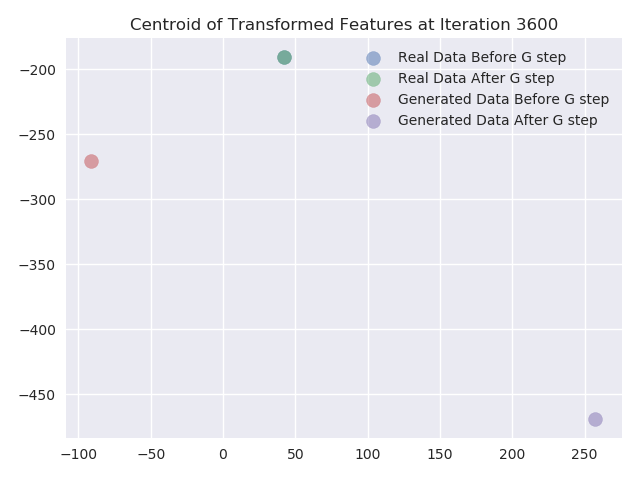 Centroid of Transformed Features at Iteration 3600
Real Data Before G step
Real Data After G step
Generated Data Before G step
Generated Data After G step
−200
−250
−300
−350
−400
−450
−100 −50 0 50 100 150 200 250